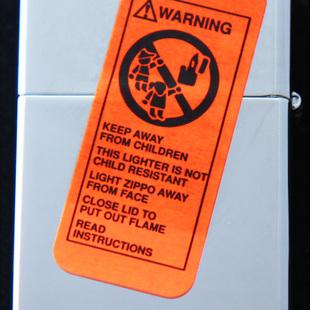 WARNING
KEEP AWAY
FROM CHILDREN
THIS LIGHTER IS NOT
CHILD RESISTANT
LIGHT ZIPPO AWAY
FROM FACE
CLOSE LID TO
PUT OUT FLAME
READ
INSTRUCTIONS